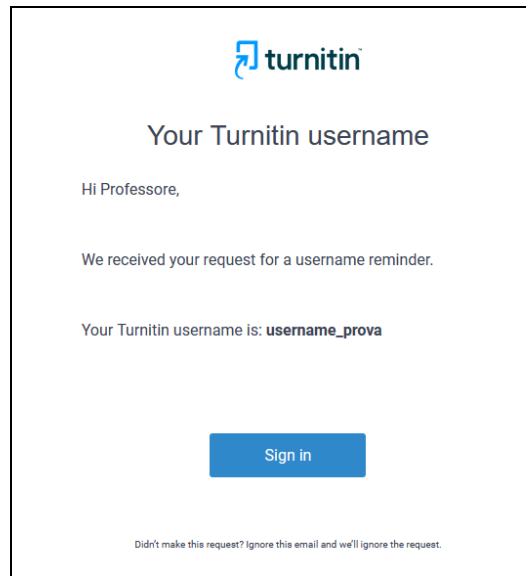 turnitin
Your Turnitin username
Hi Professore,
We received your request for a username reminder.
Your Turnitin username is: username_prova
Sign in
Didn't make this request? Ignore this email and we'll ignore the request.